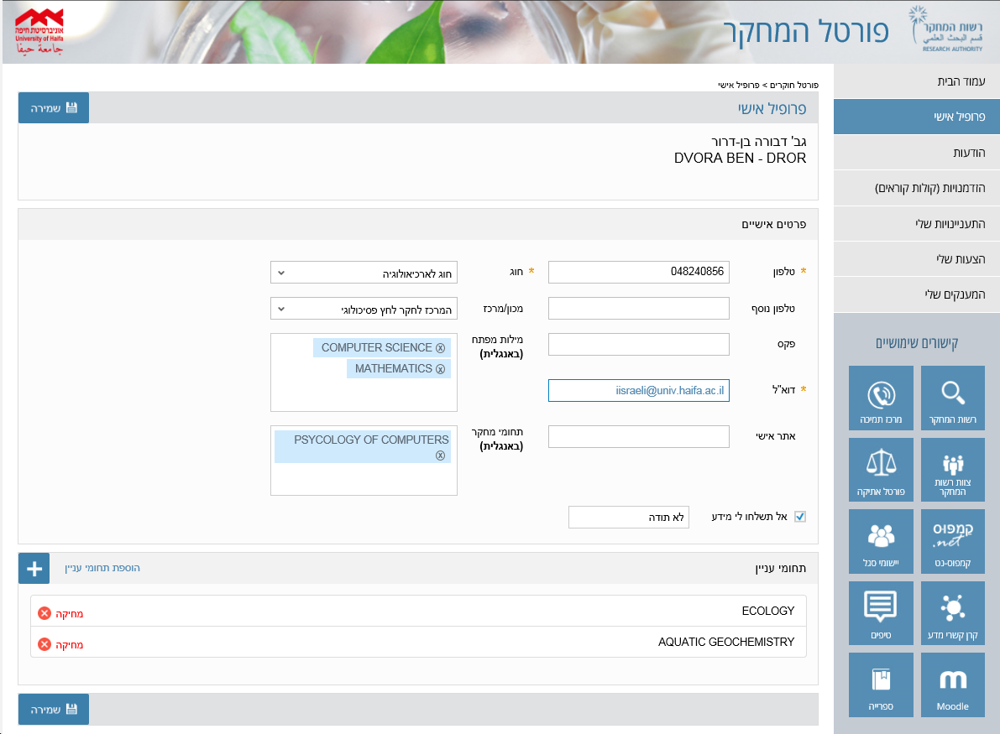 אוניברסיטת חיפה
University of Haifa
جامعة حيفا
פורטל המחקר
רשות המחקר
قسم البحث العلمي
RESEARCH AUTHORITY
עמוד הבית
פרופיל אישי
הודעות
הזדמנויות (קולות קוראים)
התעניינויות שלי
הצעות שלי
המענקים שלי
קישורים שימושיים
רשות המחקר
מרכז תמיכה
צוות רשות
המחקר
פורטל אתיקה
קמפוס
.net
קמפוס-נט
יישומי סגל
קרן קשרי מדע
טיפים
m
Moodle
ספרייה
פורטל חוקרים > פרופיל אישי
פרופיל אישי
שמירה
גב' דבורה בן-דרור
DVORA BEN - DROR
פרטים אישיים
* טלפון
048240856
* חוג
חוג לארכיאולוגיה
טלפון נוסף
מכון/מרכז
המרכז לחקר לחץ פסיכולוגי
פקס
מילות מפתח
(באנגלית)
COMPUTER SCIENCE ⓧ
MATHEMATICS ⓧ
* דוא"ל
iisraeli@univ.haifa.ac.il
אתר אישי
תחומי מחקר
(באנגלית)
PSYCOLOGY OF COMPUTERS
ⓧ
אל תשלחו לי מידע
לא תודה
תחומי עניין
הוספת תחומי עניין
ECOLOGY
מחיקה
AQUATIC GEOCHEMISTRY
מחיקה
שמירה